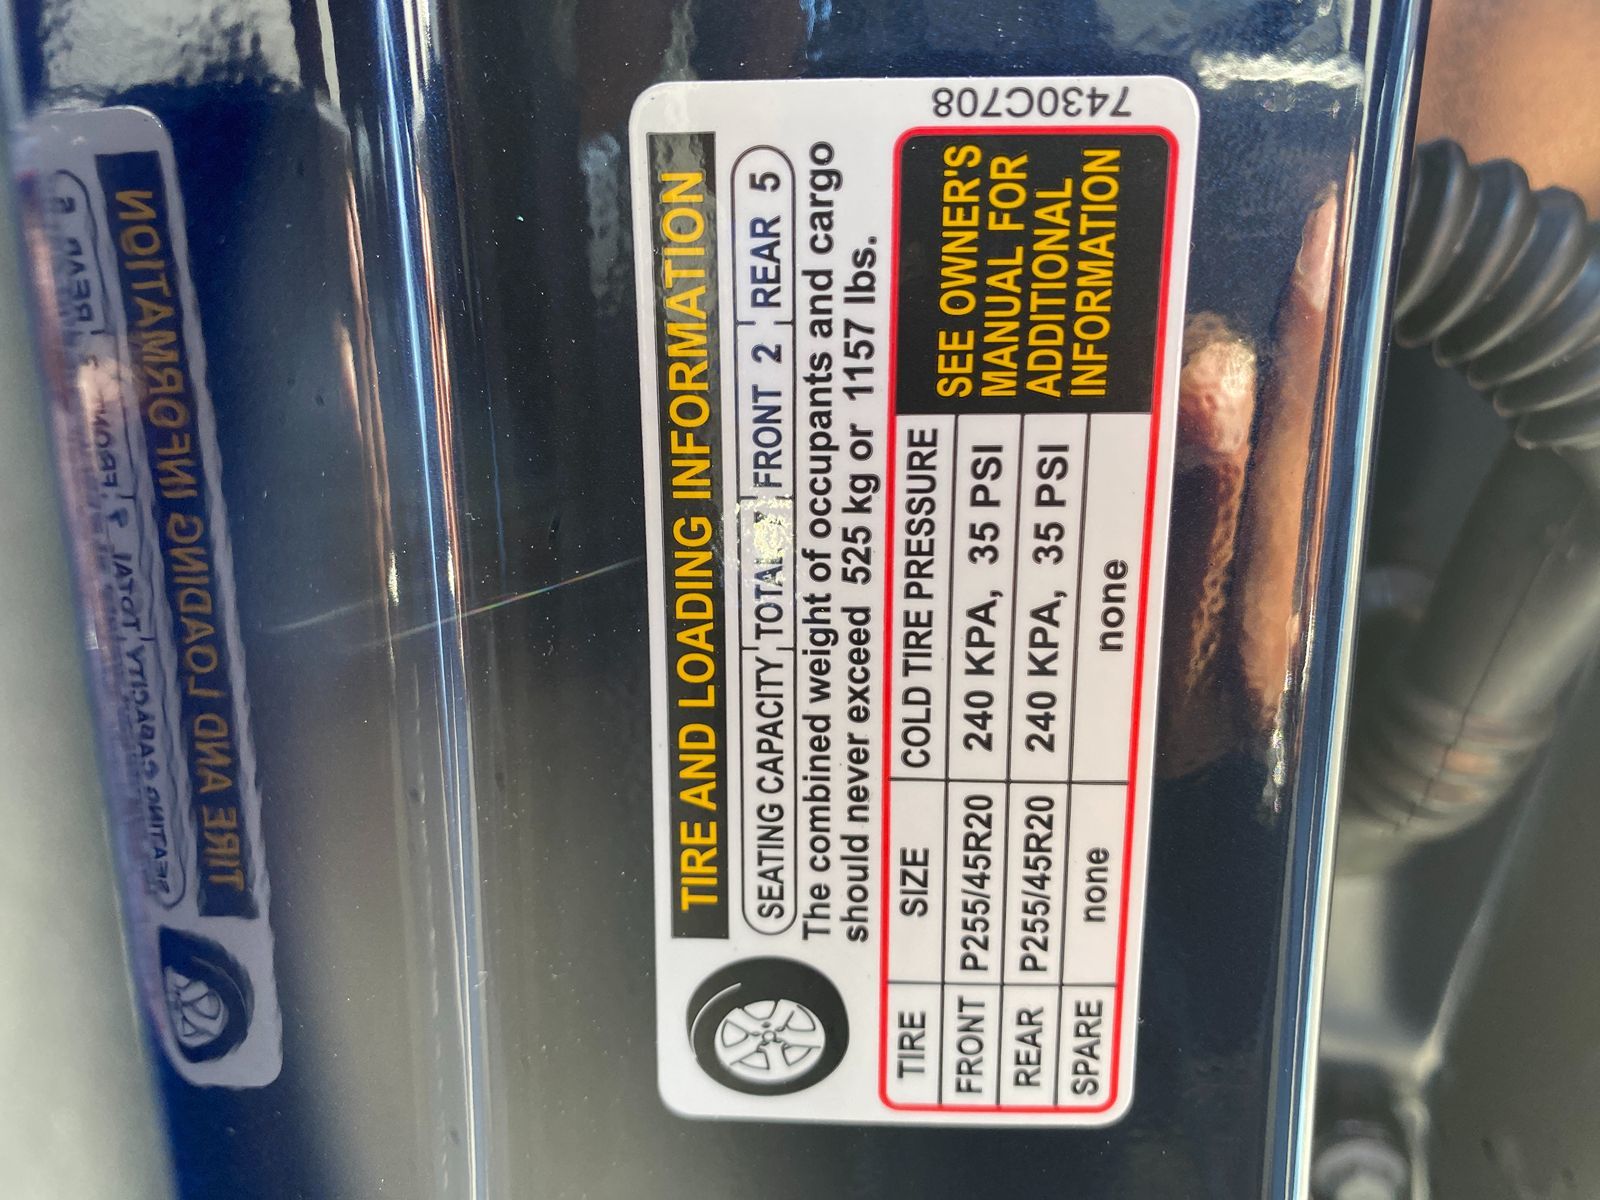 TIRE AND LOADING INFORMATION
SEATING CAPACITY TOTAL FRONT 2 REAR 5
The combined weight of occupants and cargo
should never exceed 525 kg or 1157 lbs.
TIRE SIZE COLD TIRE PRESSURE
FRONT P255/45R20 240 KPA, 35 PSI
REAR P255/45R20 240 KPA, 35 PSI
SPARE none none
SEE OWNER'S
MANUAL FOR
ADDITIONAL
INFORMATION
7430C708